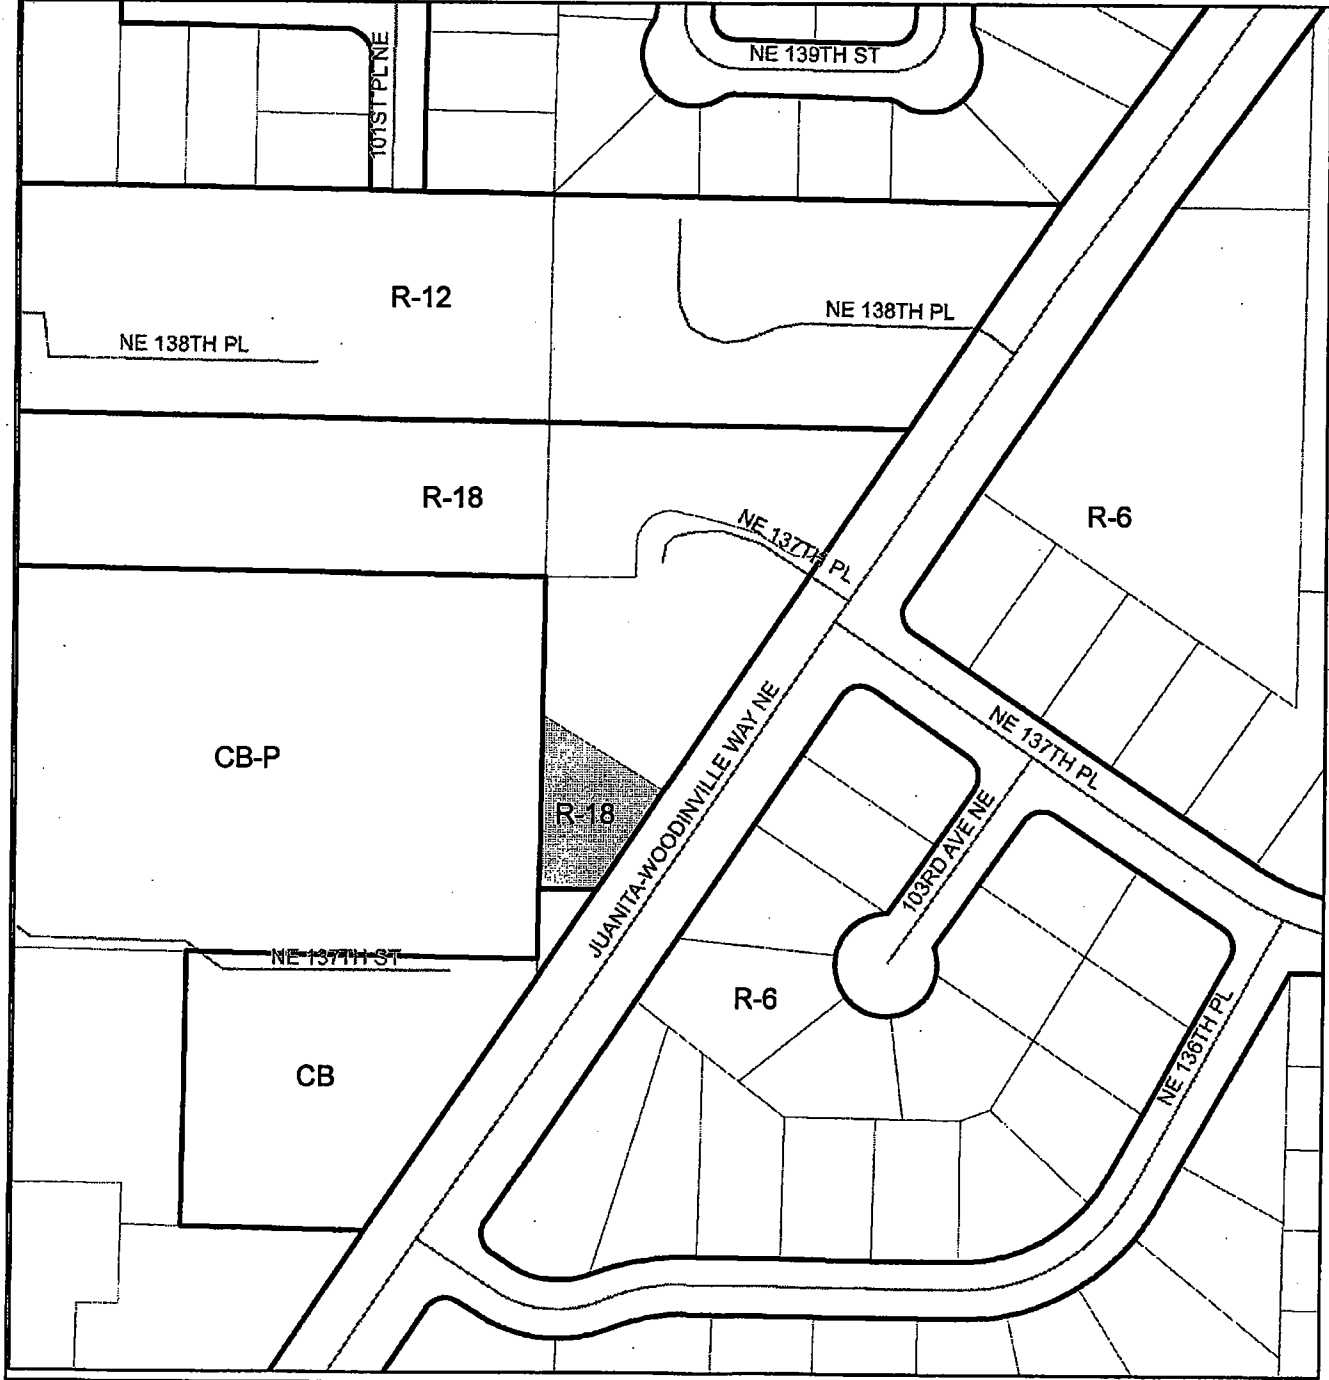 NE 139TH ST
101ST PL NE
R-12
NE 138TH PL
NE 138TH PL
R-18
NE 137TH PL
R-6
CB-P
R-18
JUANITA-WOODINVILLE WAY NE
NE 137TH PL
103RD AVE NE
NE 137TH ST
R-6
NE 136TH PL
CB